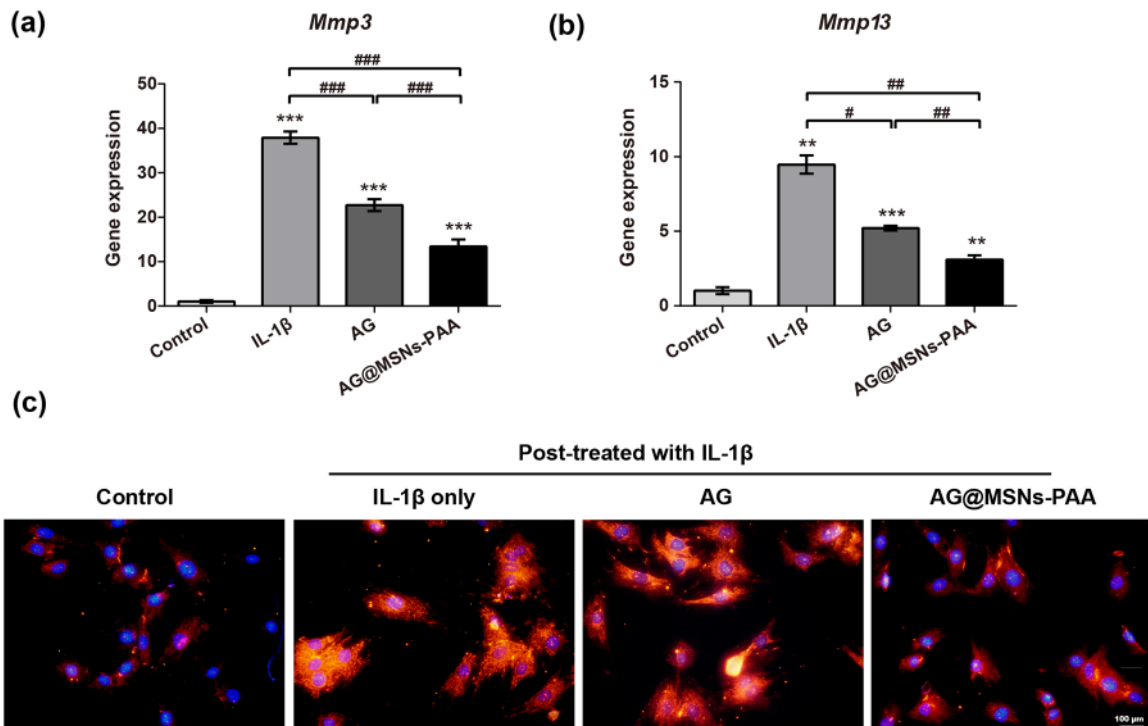 (a)
Mmp3
###
###
###
50
40
30
20
10
0
Gene expression
***
***
***
Control
IL-1β
AG
AG@MSNs-PAA
(b)
Mmp13
##
#
##
15
10
5
0
Gene expression
**
***
**
Control
IL-1β
AG
AG@MSNs-PAA
(c)
Post-treated with IL-1β
Control
IL-1β only
AG
AG@MSNs-PAA
100 μm